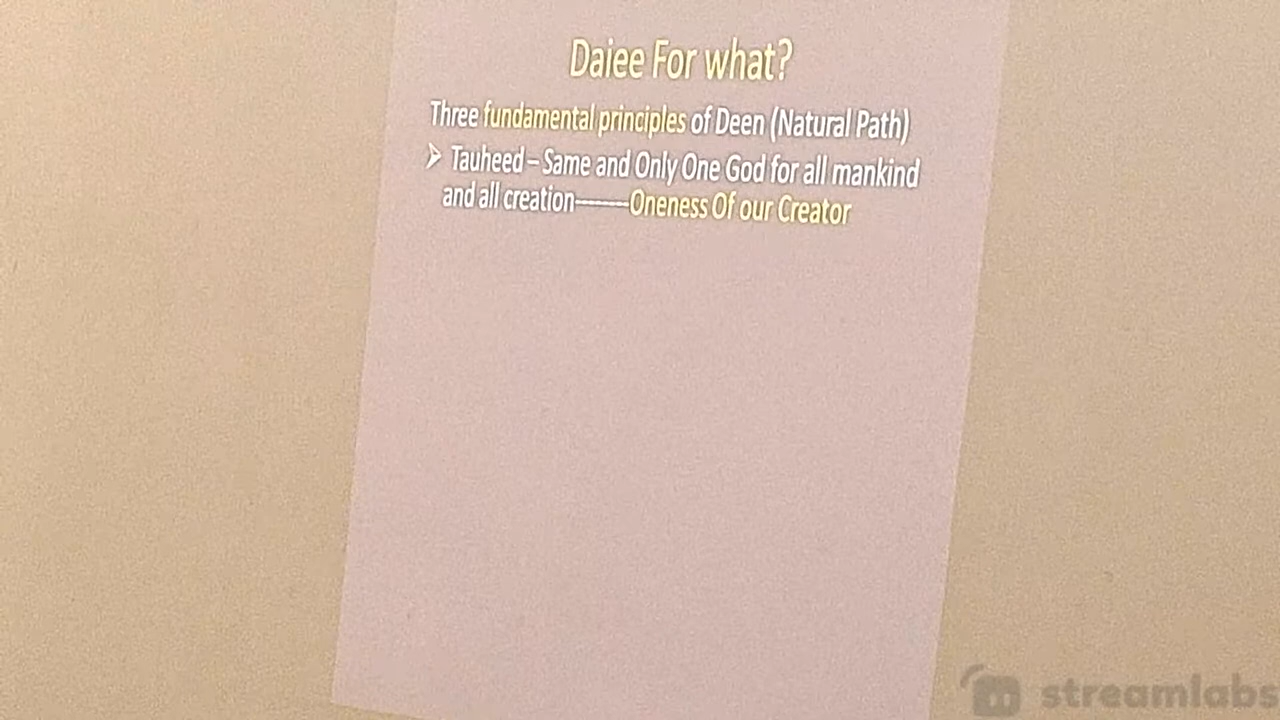 Daiee For what?
Three fundamental principles of Deen (Natural Path)
➢ Tauheed – Same and Only One God for all mankind
and all creation--------Oneness Of our Creator
streamlabs